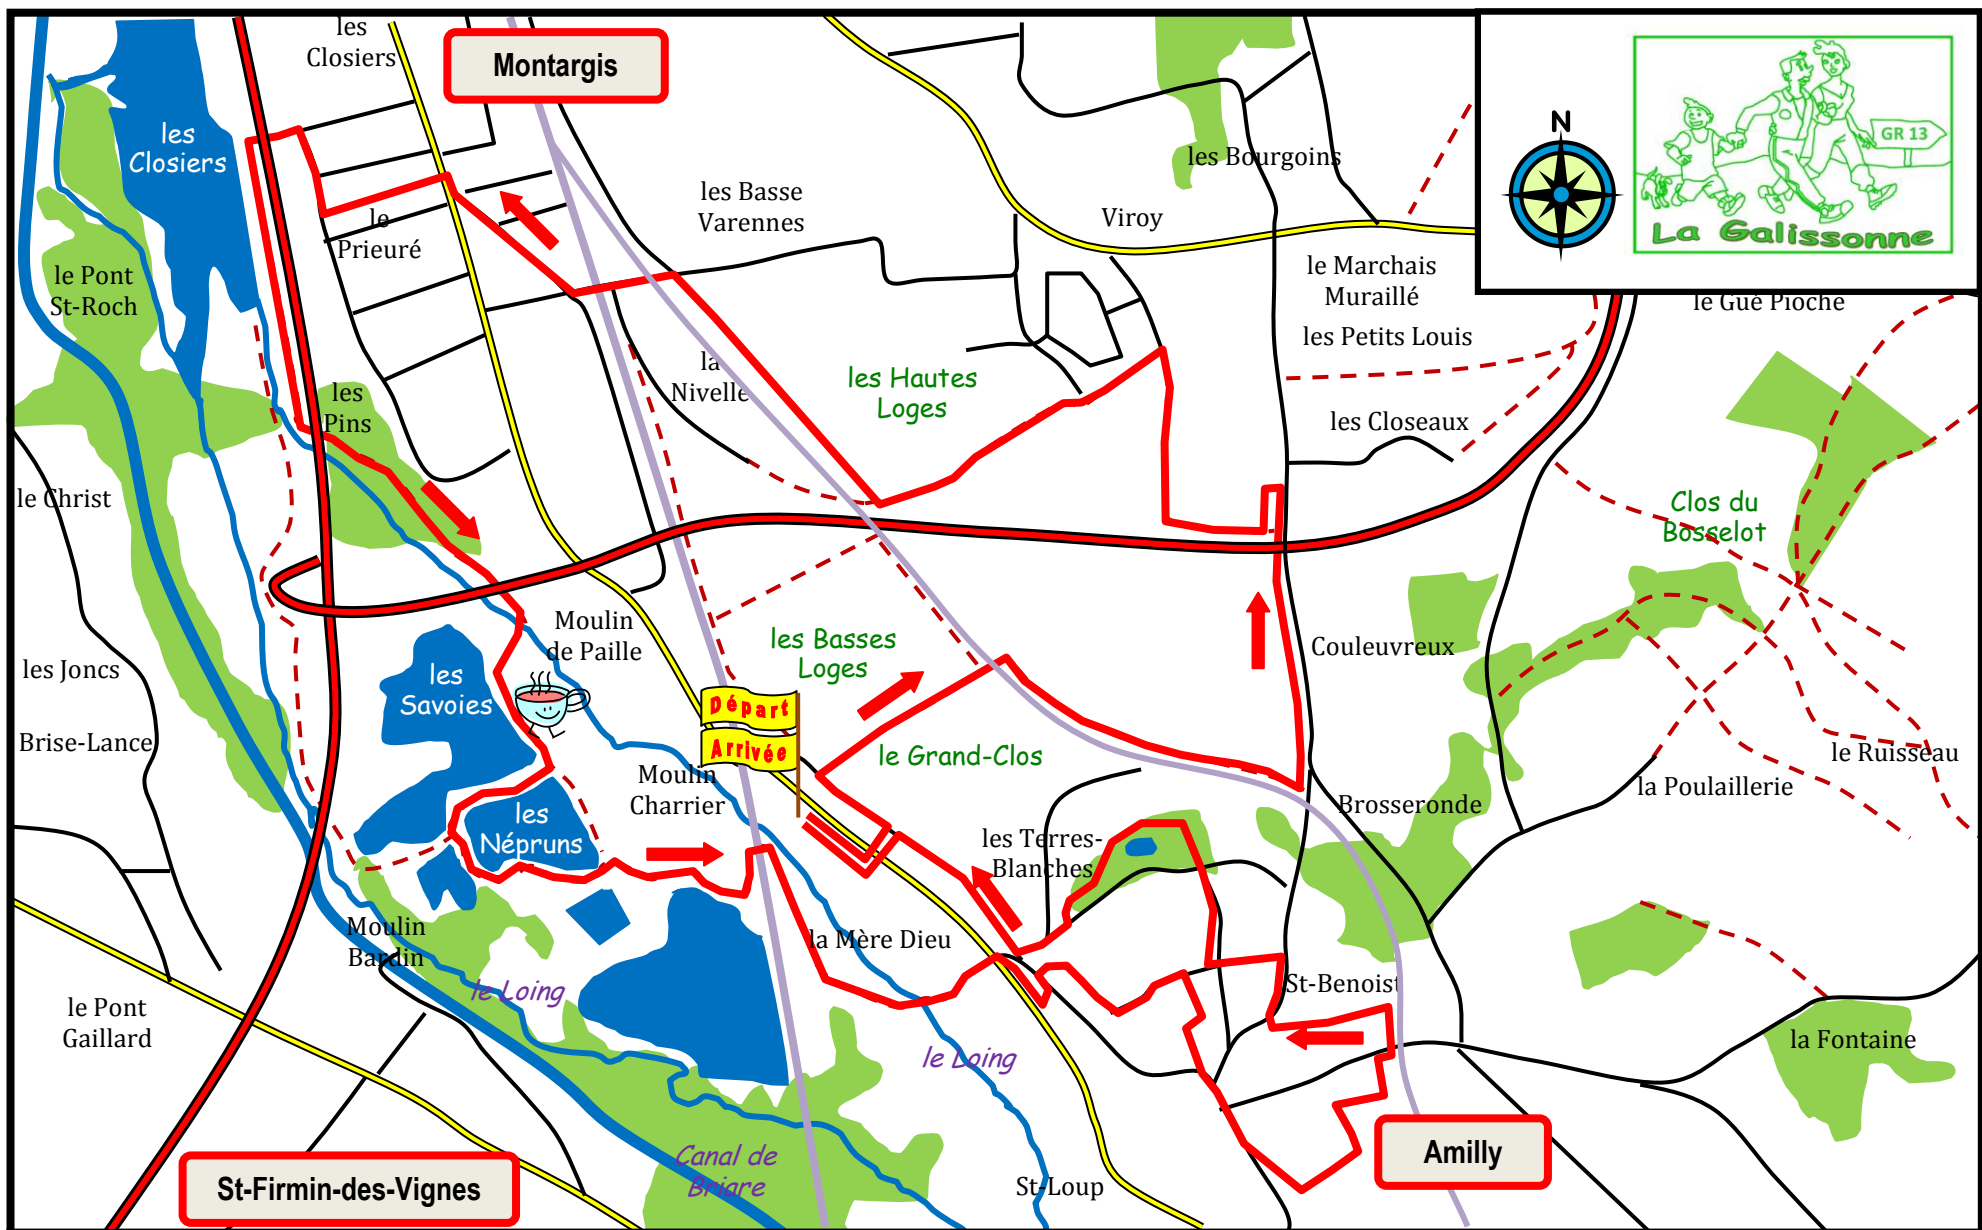 les
Closiers
Montargis
N
GR 13
La Galissonne
les
Closiers
les Bourgoins
les Basse
Varennes
Viroy
le
Prieuré
le Pont
St-Roch
le Marchais
Muraillé
le Gué Pioche
les Petits Louis
la
Nivelle
les Hautes
Loges
les
Pins
les Closeaux
le Christ
Clos du
Bosselot
Moulin
de Paille
les Basses
Loges
Couleuvreux
les Joncs
les
Savoies
Départ
Arrivée
Brise-Lance
le Grand-Clos
le Ruisseau
Moulin
Charrier
la Poulaillerie
Brosseronde
les
Népruns
les Terres-
Blanches
Moulin
Bardin
la Mère Dieu
St-Benoist
le Loing
le Pont
Gaillard
le Loing
la Fontaine
Canal de
Briare
Amilly
St-Firmin-des-Vignes
St-Loup